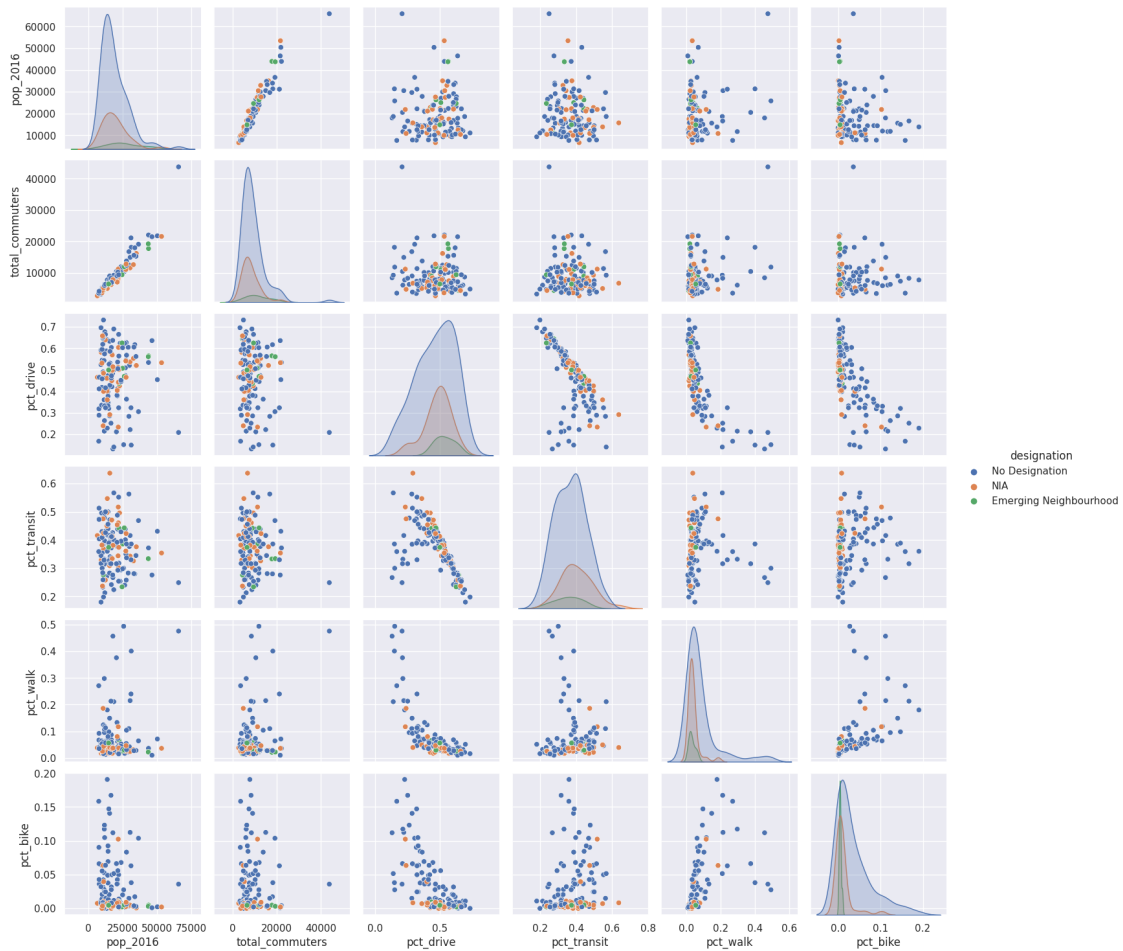 pop_2016
60000
50000
40000
30000
20000
10000
total_commuters
40000
30000
20000
10000
pct_drive
0.7
0.6
0.5
0.4
0.3
0.2
designation
No Designation
NIA
Emerging Neighbourhood
pct_transit
0.6
0.5
0.4
0.3
0.2
pct_walk
0.5
0.4
0.3
0.2
0.1
0.0
pct_bike
0.20
0.15
0.10
0.05
0.00
0 25000 50000 75000
0 20000 40000
0.0 0.5
0.2 0.4 0.6
0.0 0.2 0.4 0.6
0.0 0.1 0.2
pop_2016 total_commuters pct_drive pct_transit pct_walk pct_bike